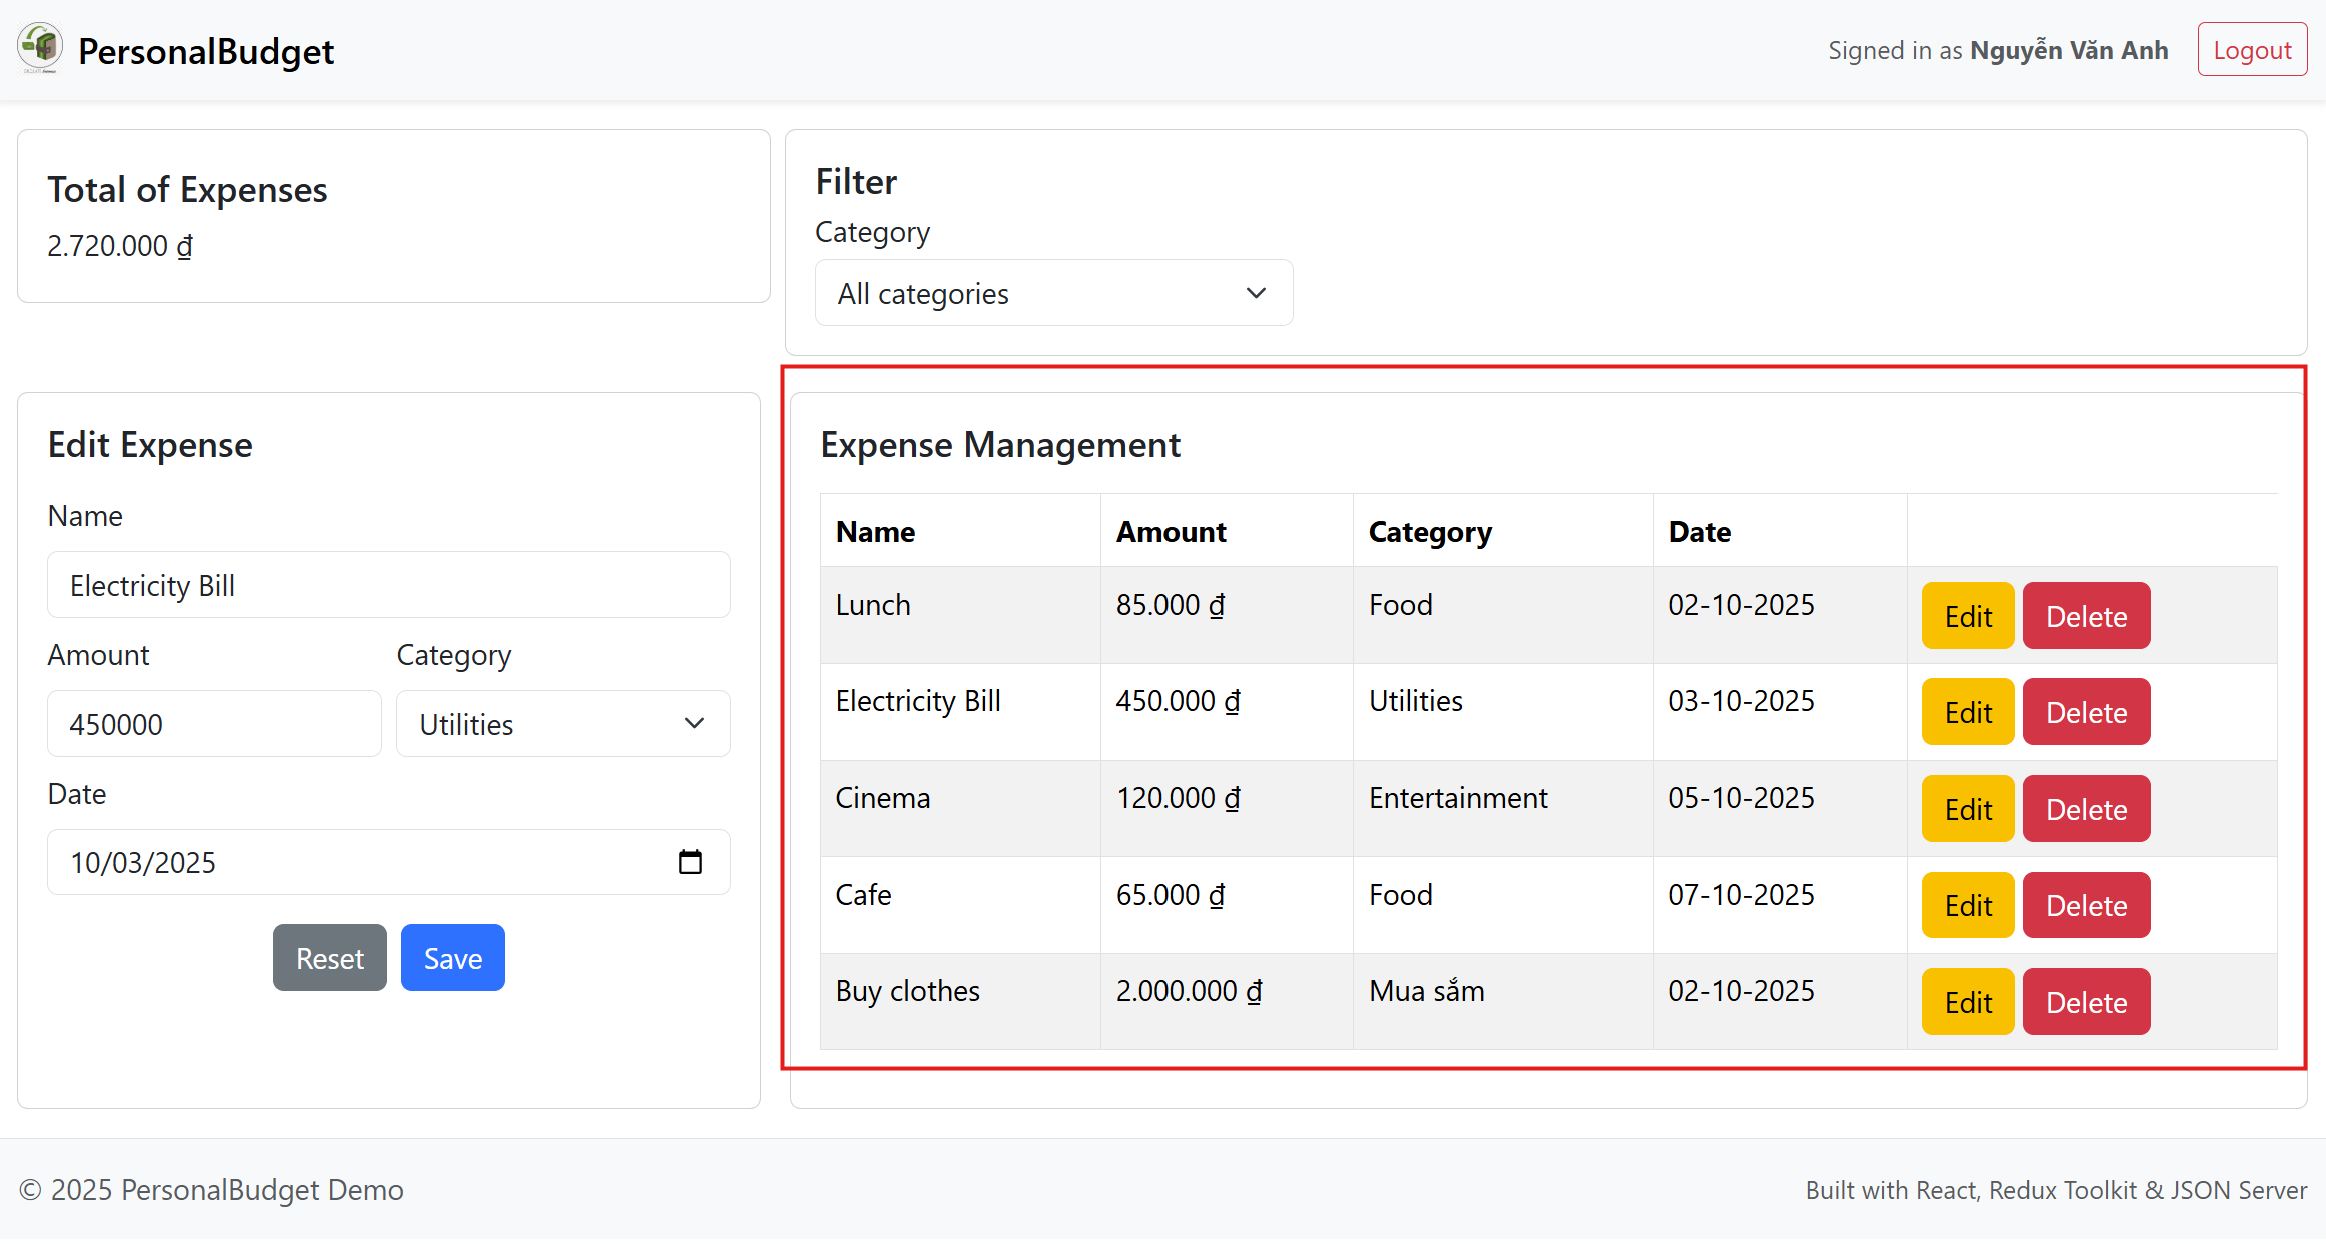 PersonalBudget
Signed in as Nguyễn Văn Anh
Logout
Total of Expenses
2.720.000 ₫
Filter
Category
All categories
Edit Expense
Name
Electricity Bill
Amount Category
450000 Utilities
Date
10/03/2025
Reset Save
Expense Management
Name Amount Category Date
Lunch 85.000 ₫ Food 02-10-2025 Edit Delete
Electricity Bill 450.000 ₫ Utilities 03-10-2025 Edit Delete
Cinema 120.000 ₫ Entertainment 05-10-2025 Edit Delete
Cafe 65.000 ₫ Food 07-10-2025 Edit Delete
Buy clothes 2.000.000 ₫ Mua sắm 02-10-2025 Edit Delete
© 2025 PersonalBudget Demo
Built with React, Redux Toolkit & JSON Server